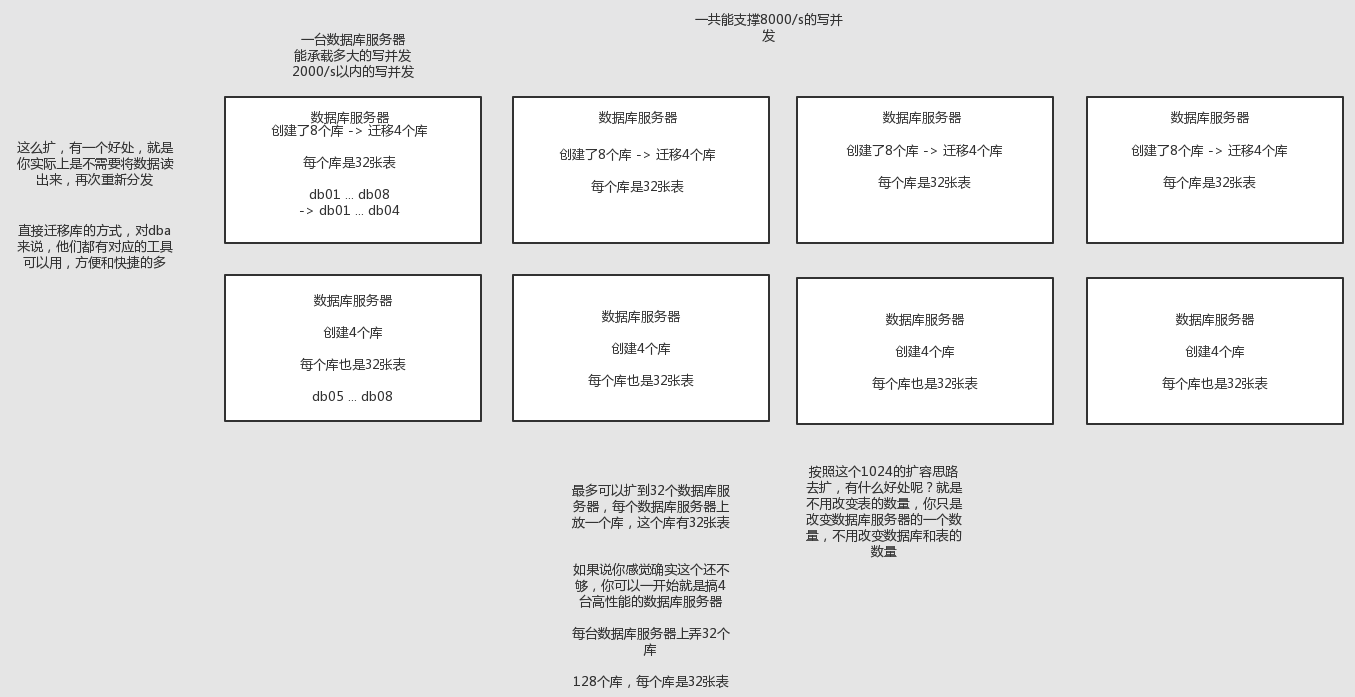 一共能支撑8000/s的写并
发
一台数据库服务器
能承载多大的写并发
2000/s以内的写并发
这么扩，有一个好处，就是
你实际上是不需要将数据读
出来，再次重新分发
直接迁移库的方式，对dba
来说，他们都有对应的工具
可以用，方便和快捷的多
数据库服务器
创建了8个库 -> 迁移4个库
每个库是32张表
db01 ... db08
-> db01 ... db04
数据库服务器
创建了8个库 -> 迁移4个库
每个库是32张表
数据库服务器
创建了8个库 -> 迁移4个库
每个库是32张表
数据库服务器
创建了8个库 -> 迁移4个库
每个库是32张表
数据库服务器
创建4个库
每个库也是32张表
db05 ... db08
数据库服务器
创建4个库
每个库也是32张表
数据库服务器
创建4个库
每个库也是32张表
数据库服务器
创建4个库
每个库也是32张表
最多可以扩到32个数据库服
务器，每个数据库服务器上
放一个库，这个库有32张表
如果说你感觉确实这个还不
够，你可以一开始就是搞4
台高性能的数据库服务器
每台数据库服务器上弄32个
库
128个库，每个库是32张表
按照这个1024的扩容思路
去扩，有什么好处呢？就是
不用改变表的数量，你只是
改变数据库服务器的一个数
量，不用改变数据库和表的
数量